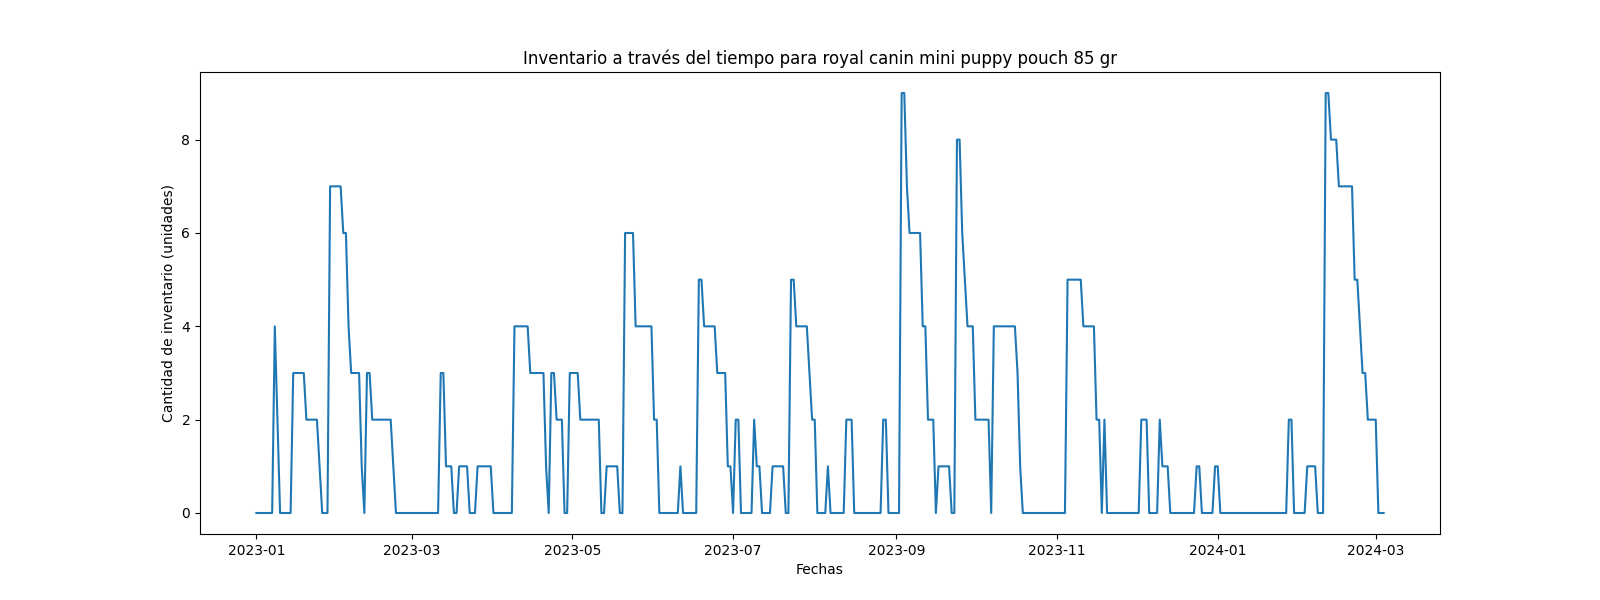 Inventario a través del tiempo para royal canin mini puppy pouch 85 gr
Cantidad de inventario (unidades)
8
6
4
2
0
2023-01 2023-03 2023-05 2023-07 2023-09 2023-11 2024-01 2024-03
Fechas